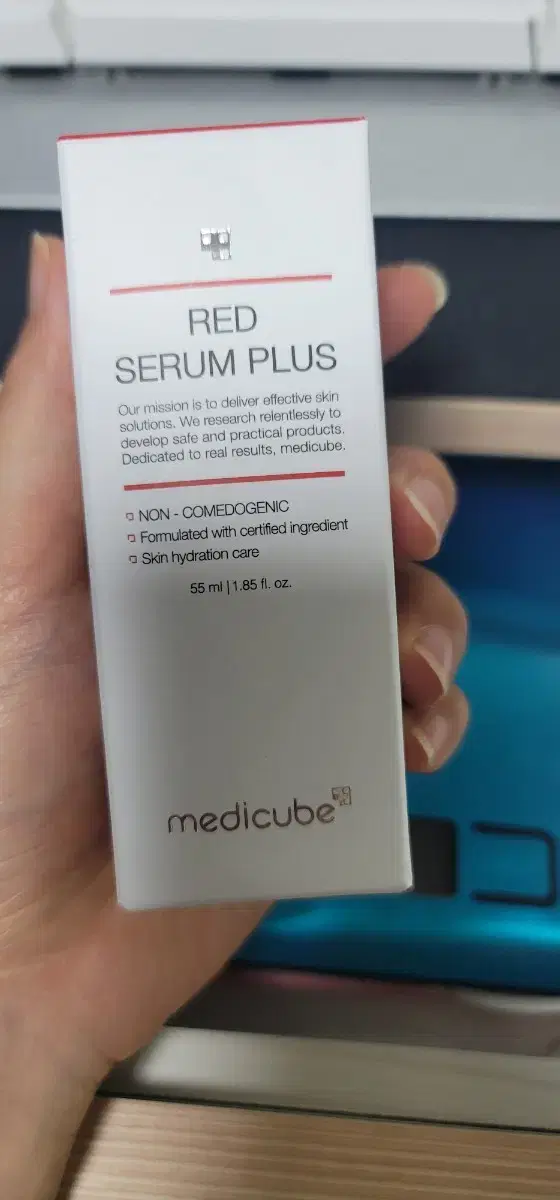 RED
SERUM PLUS
Our mission is to deliver effective skin
solutions. We research relentlessly to
develop safe and practical products.
Dedicated to real results, medicube.
NON - COMEDOGENIC
Formulated with certified ingredient
Skin hydration care
55 ml | 1.85 fl. oz.
medicube